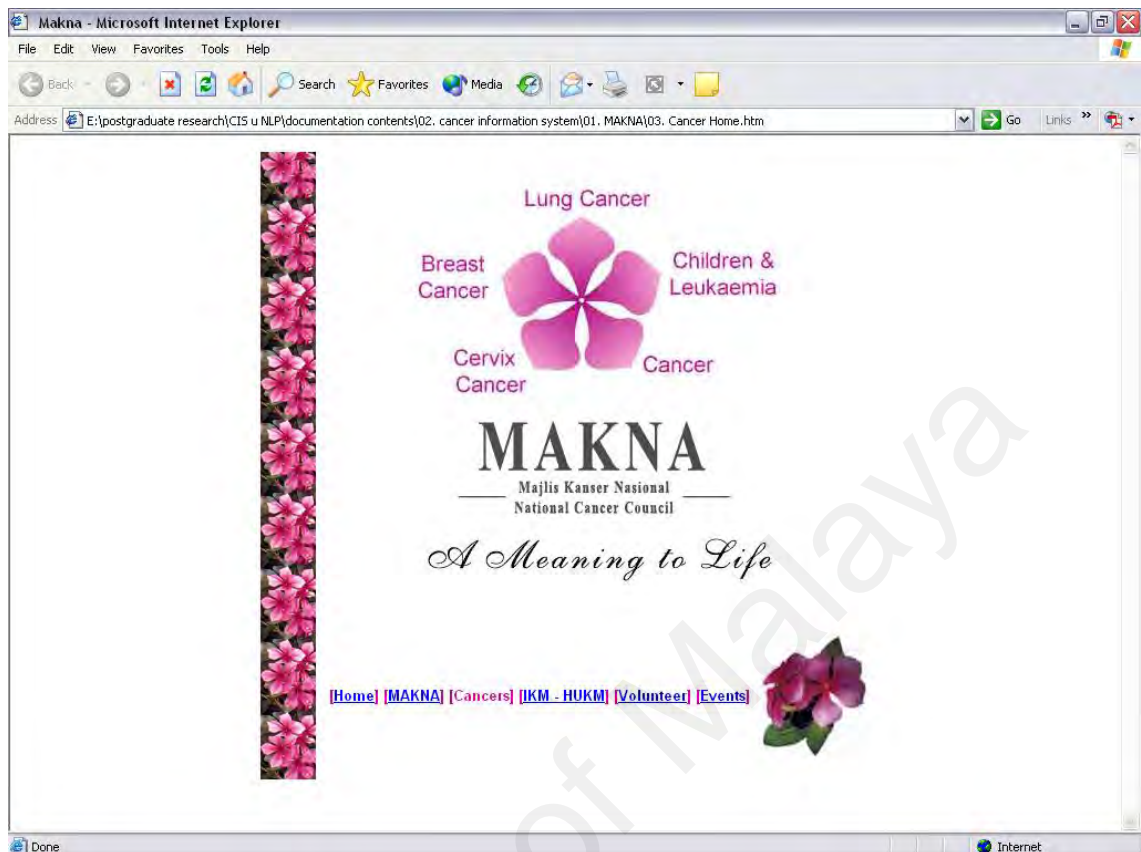 Makna - Microsoft Internet Explorer
File Edit View Favorites Tools Help
Back Search Favorites Media
Address E:\postgraduate research\CIS u NLP\documentation contents\02. cancer information system\01. MAKNA\03. Cancer Home.htm Go Links »
Lung Cancer
Breast
Cancer
Children &
Leukaemia
Cervix
Cancer
Cancer
MAKNA
Majlis Kanser Nasional
National Cancer Council
A Meaning to Life
[Home] [MAKNA] [Cancers] [IKM - HUKM] [Volunteer] [Events]
of Malaya
Done Internet